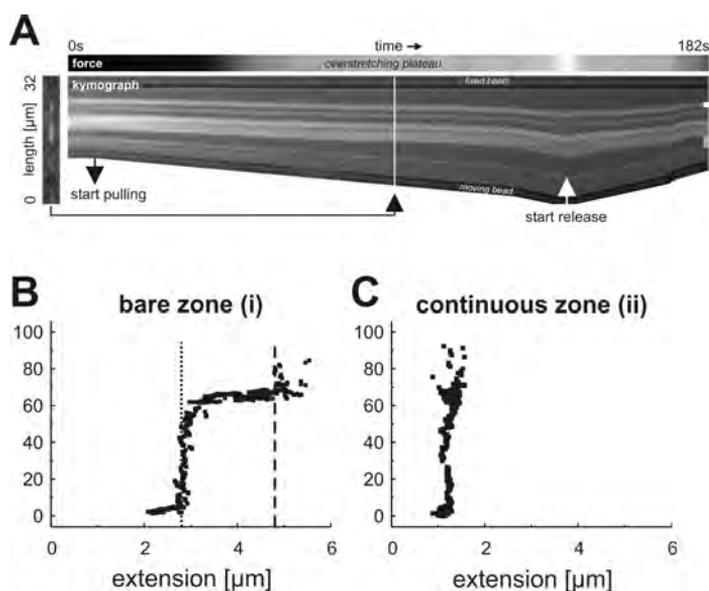 A
0s time → 182s
force overstretching plateau
32 kymograph fixed bead
length [µm]
0 start pulling moving bead start release
B C
bare zone (i) continuous zone (ii)
100 100
80 80
60 60
40 40
20 20
0 0
0 2 4 6 0 2 4 6
extension [µm] extension [µm]